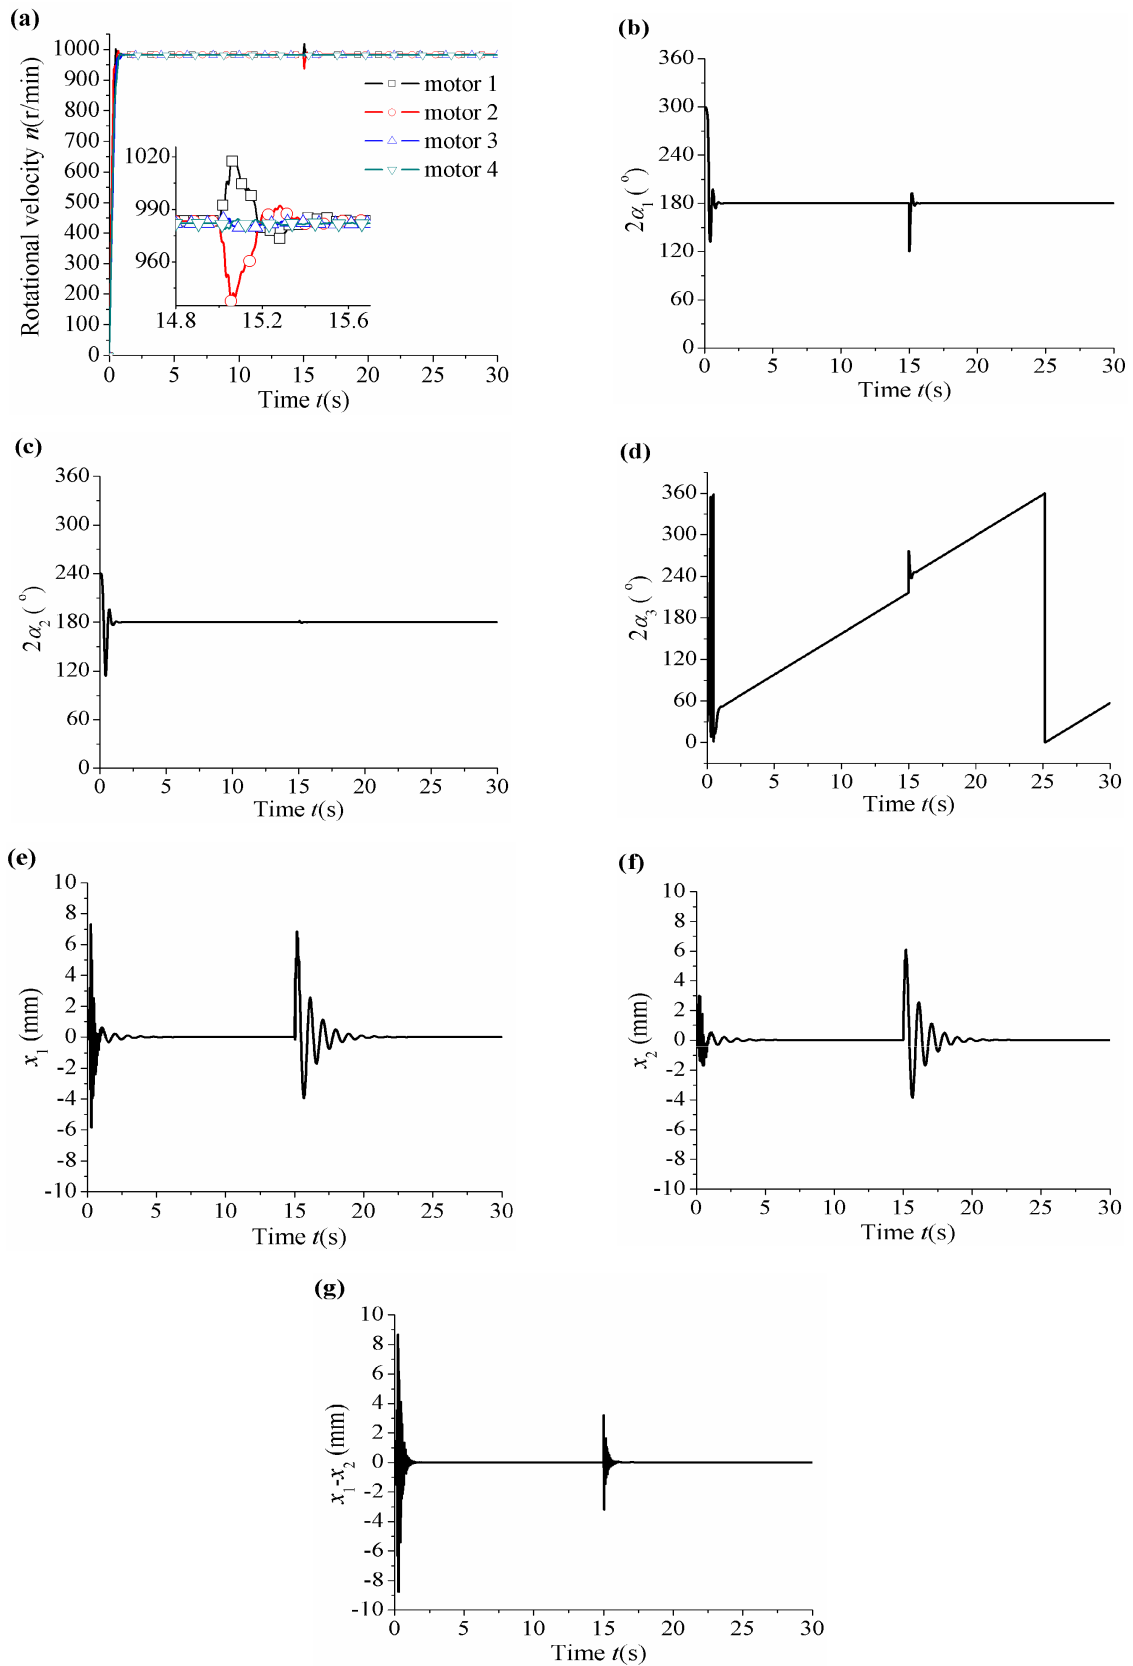 (a)
1000
900
800
700
600
500
400
300
200
100
0
Rotational velocity n(r/min)
motor 1
motor 2
motor 3
motor 4
1020
990
960
14.8 15.2 15.6
0 5 10 15 20 25 30
Time t(s)
(b)
360
300
240
180
120
60
0
2α1 (°)
0 5 10 15 20 25 30
Time t(s)
(c)
360
300
240
180
120
60
0
2α2 (°)
0 5 10 15 20 25 30
Time t(s)
(d)
360
300
240
180
120
60
0
2α3 (°)
0 5 10 15 20 25 30
Time t(s)
(e)
10
8
6
4
2
0
-2
-4
-6
-8
-10
x1 (mm)
0 5 10 15 20 25 30
Time t(s)
(f)
10
8
6
4
2
0
-2
-4
-6
-8
-10
x2 (mm)
0 5 10 15 20 25 30
Time t(s)
(g)
10
8
6
4
2
0
-2
-4
-6
-8
-10
x1-x2 (mm)
0 5 10 15 20 25 30
Time t(s)